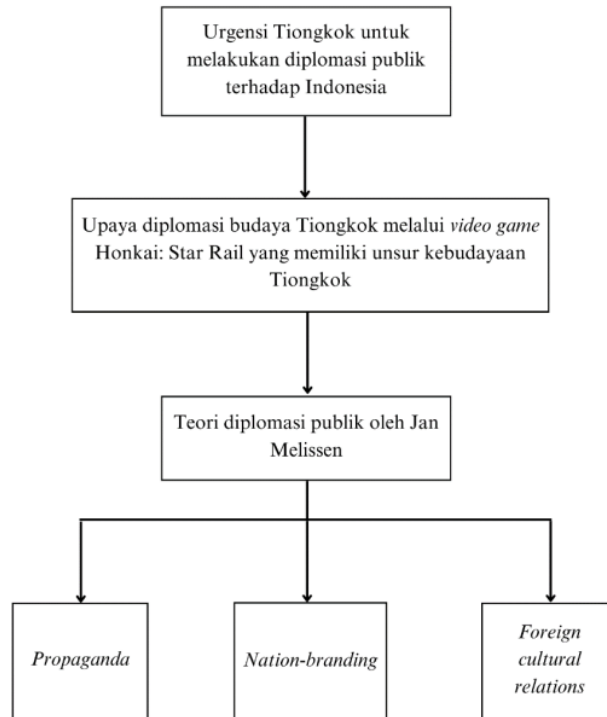 Urgensi Tiongkok untuk
melakukan diplomasi publik
terhadap Indonesia
Upaya diplomasi budaya Tiongkok melalui video game
Honkai: Star Rail yang memiliki unsur kebudayaan
Tiongkok
Teori diplomasi publik oleh Jan
Melissen
Propaganda
Nation-branding
Foreign
cultural
relations